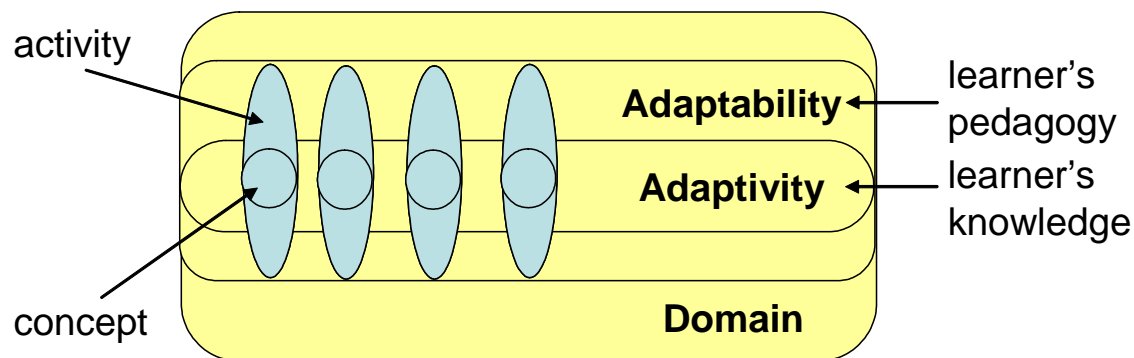 activity
Adaptability
learner’s
pedagogy
Adaptivity
learner’s
knowledge
concept
Domain